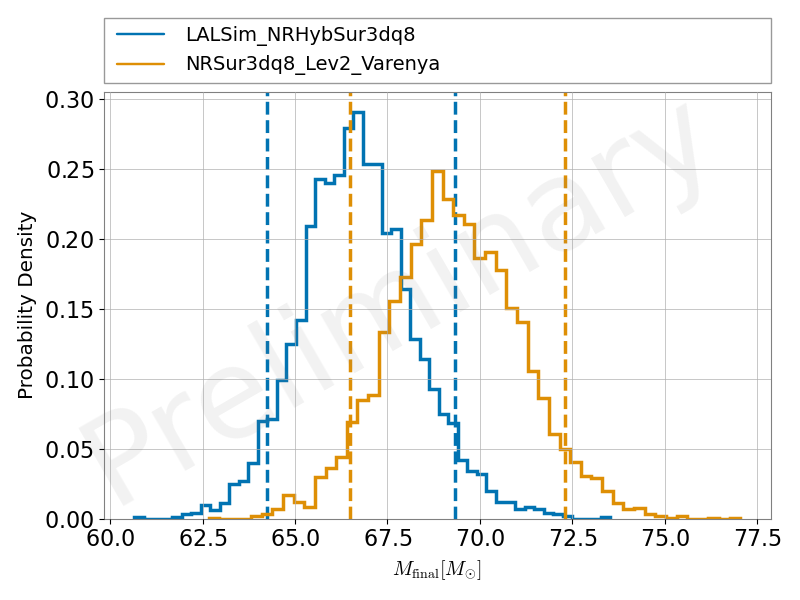 LALSim_NRHybSur3dq8
NRSur3dq8_Lev2_Varenya
0.30
0.25
0.20
0.15
0.10
0.05
0.00
Probability Density
Preliminary
60.0 62.5 65.0 67.5 70.0 72.5 75.0 77.5
M_final[M_⊙]